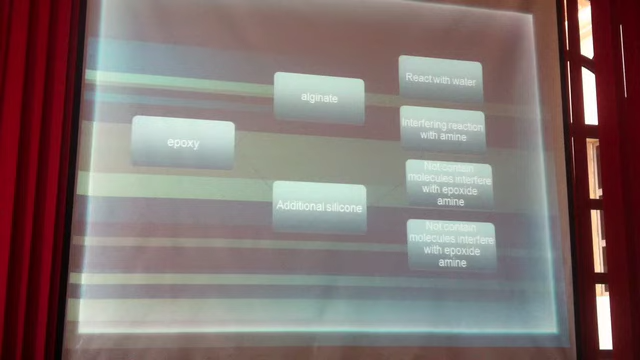 epoxy
alginate
Additional silicone
React with water
Interfering reaction
with amine
Not contain
molecules interfere
with epoxide
amine
Not contain
molecules interfere
with epoxide
amine